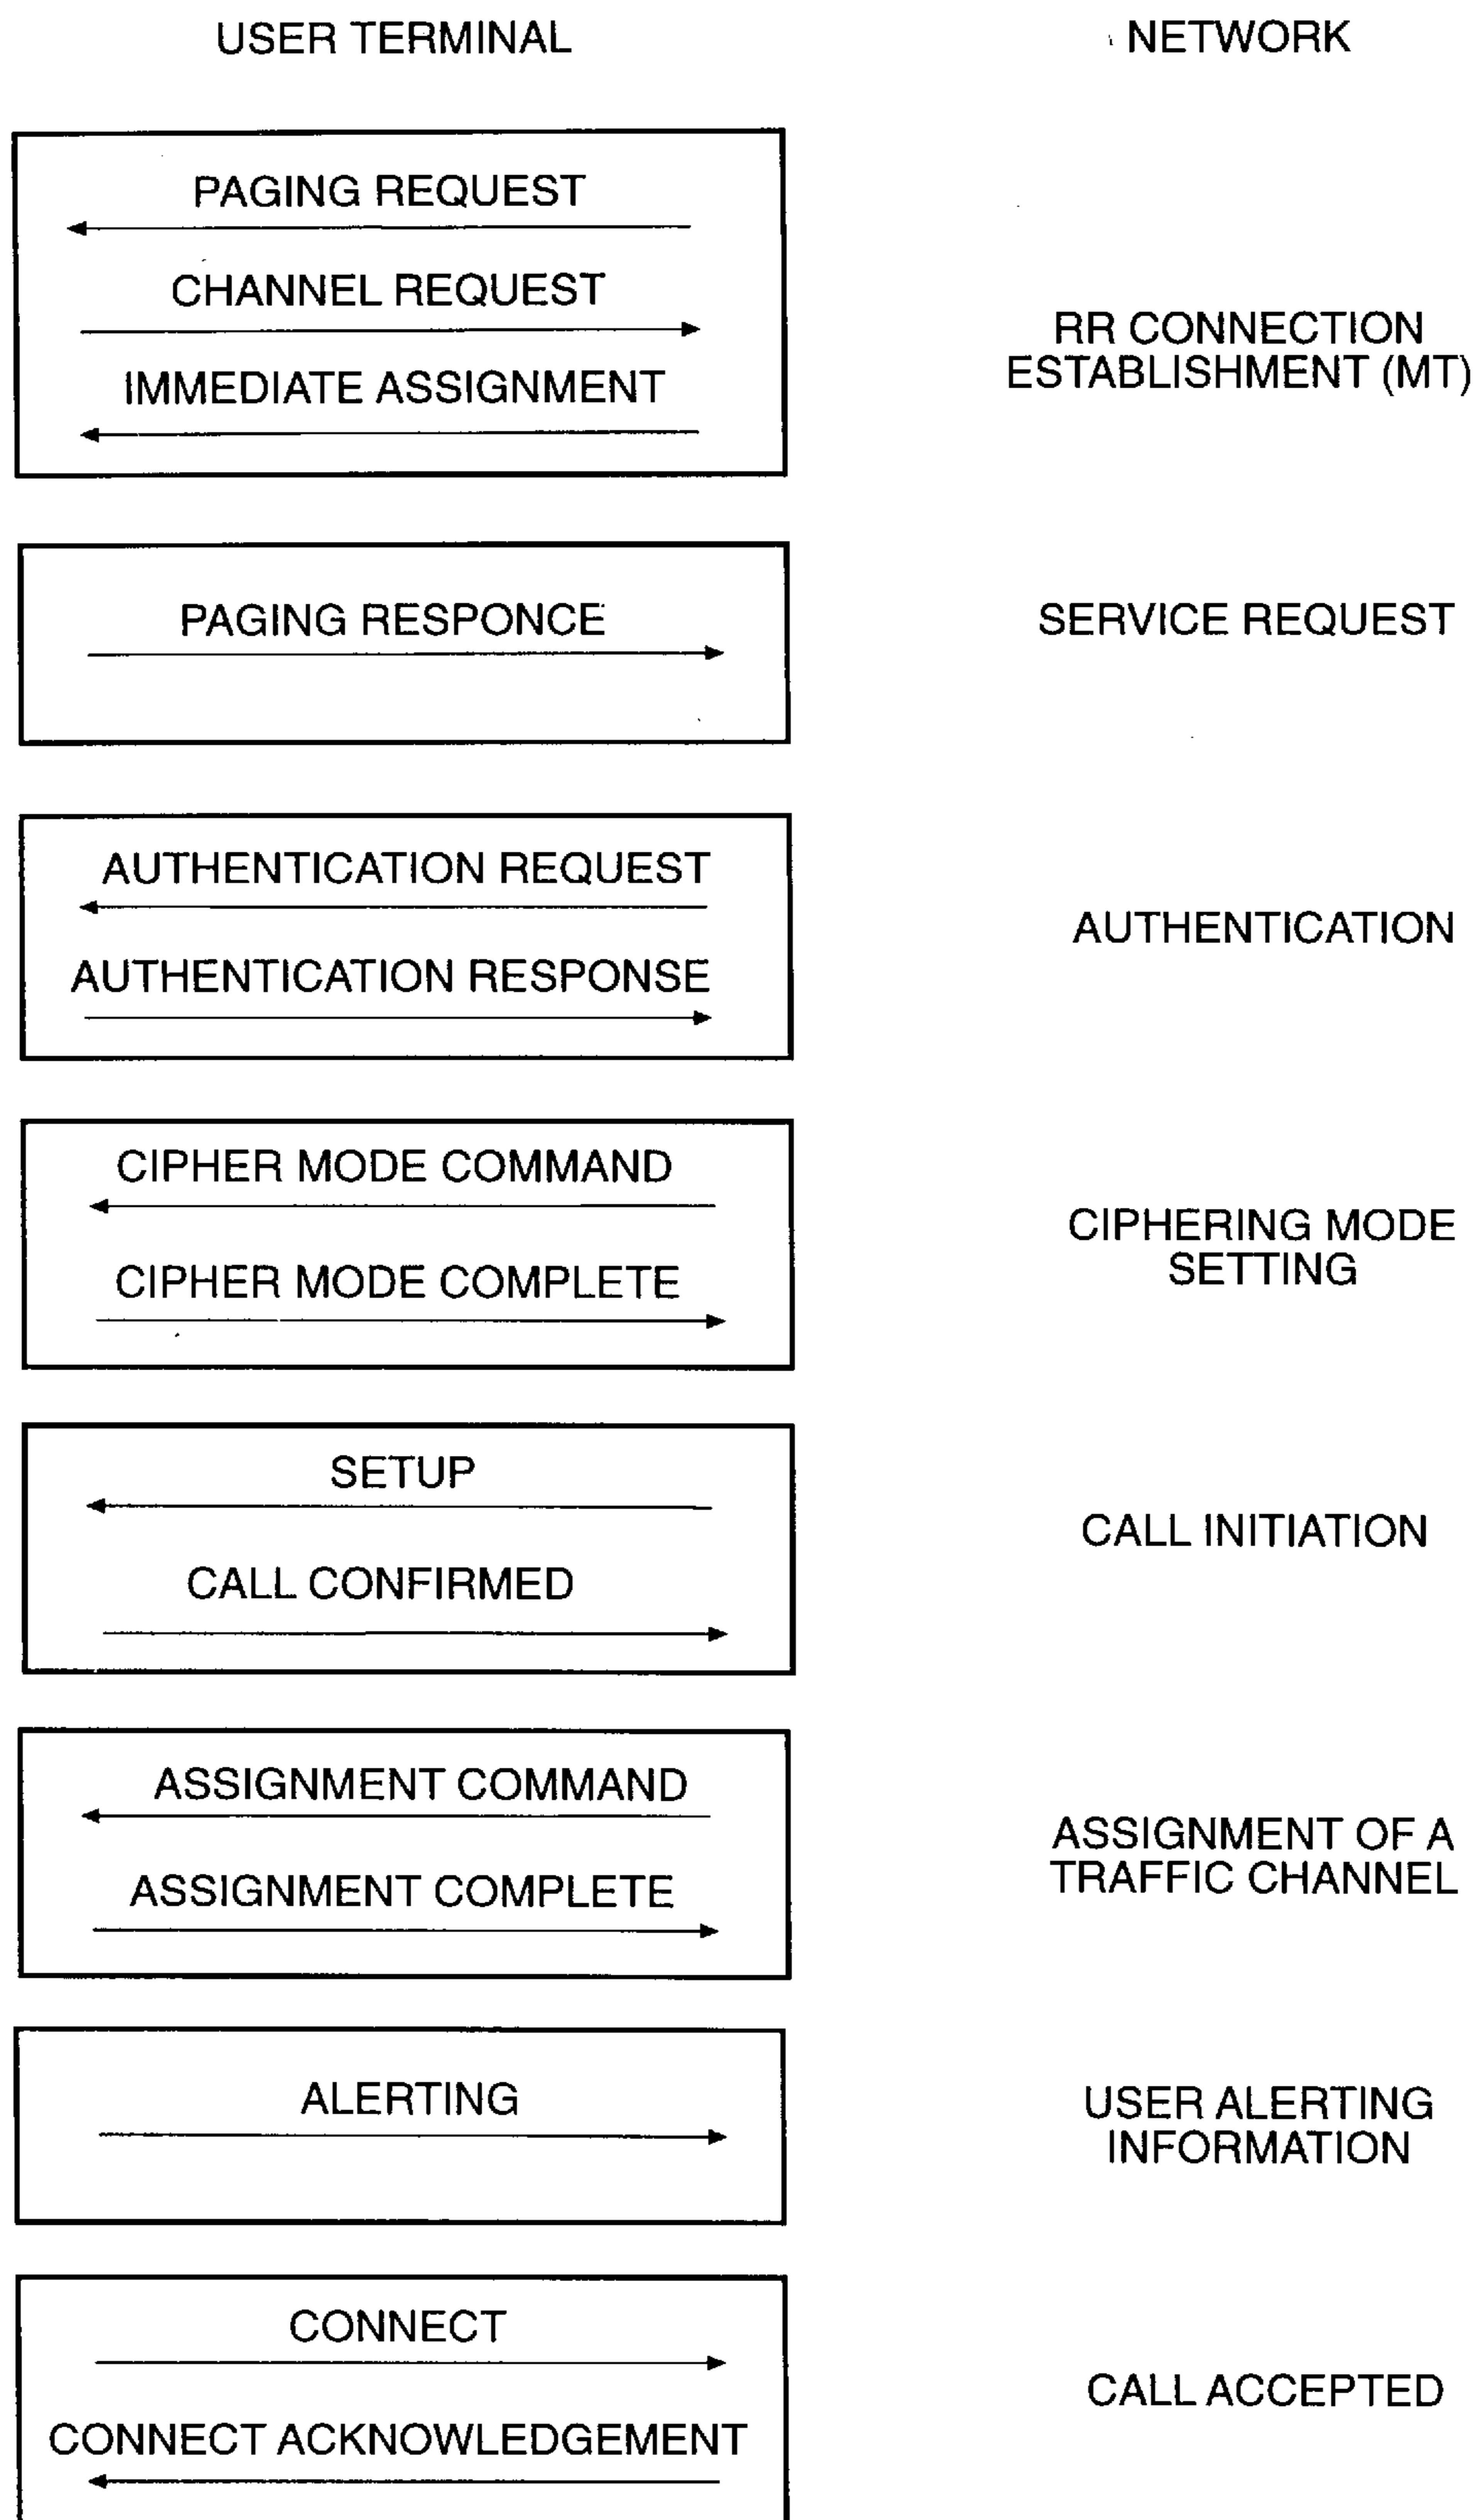 USER TERMINAL
NETWORK
PAGING REQUEST
CHANNEL REQUEST
IMMEDIATE ASSIGNMENT
RR CONNECTION
ESTABLISHMENT (MT)
PAGING RESPONCE
SERVICE REQUEST
AUTHENTICATION REQUEST
AUTHENTICATION RESPONSE
AUTHENTICATION
CIPHER MODE COMMAND
CIPHER MODE COMPLETE
CIPHERING MODE
SETTING
SETUP
CALL CONFIRMED
CALL INITIATION
ASSIGNMENT COMMAND
ASSIGNMENT COMPLETE
ASSIGNMENT OF A
TRAFFIC CHANNEL
ALERTING
USER ALERTING
INFORMATION
CONNECT
CONNECT ACKNOWLEDGEMENT
CALL ACCEPTED